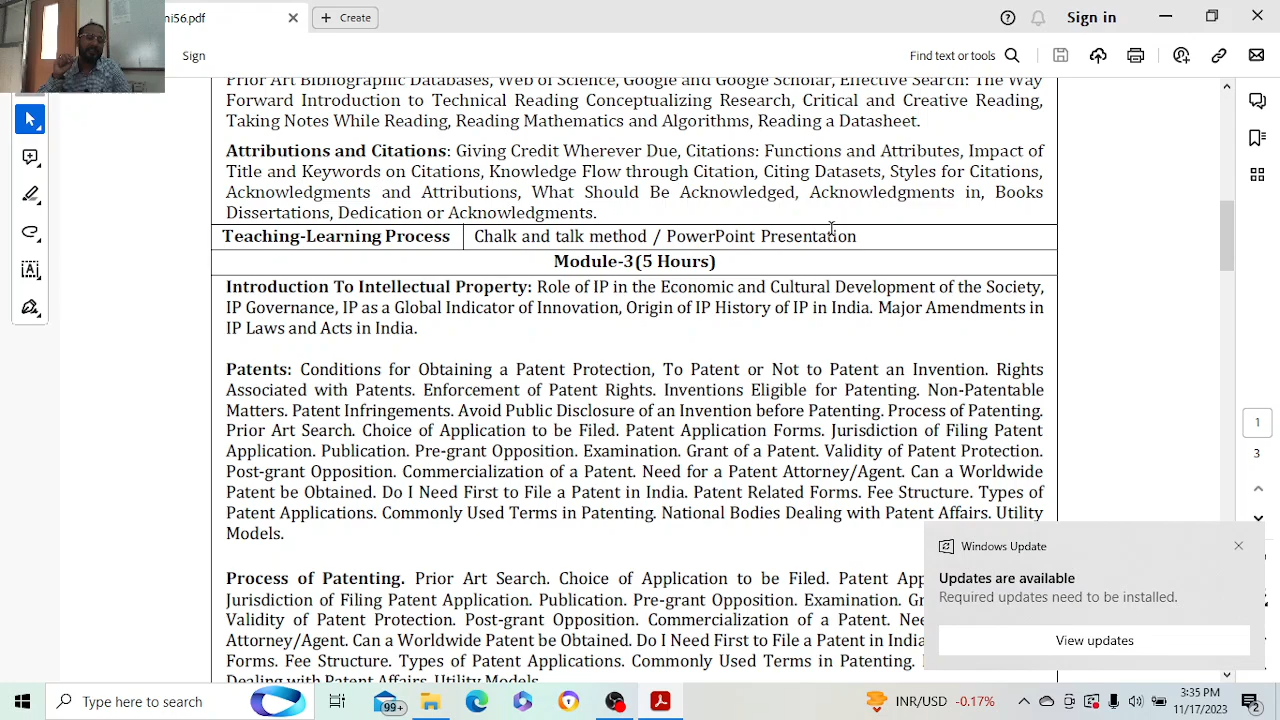 ni56.pdf
Create
Sign in
Sign
Find text or tools
Prior Art Bibliographic Databases, Web of Science, Google and Google Scholar, Effective Search: The Way
Forward Introduction to Technical Reading Conceptualizing Research, Critical and Creative Reading,
Taking Notes While Reading, Reading Mathematics and Algorithms, Reading a Datasheet.
Attributions and Citations: Giving Credit Wherever Due, Citations: Functions and Attributes, Impact of
Title and Keywords on Citations, Knowledge Flow through Citation, Citing Datasets, Styles for Citations,
Acknowledgments and Attributions, What Should Be Acknowledged, Acknowledgments in, Books
Dissertations, Dedication or Acknowledgments.
Teaching-Learning Process Chalk and talk method / PowerPoint Presentation
Module-3(5 Hours)
Introduction To Intellectual Property: Role of IP in the Economic and Cultural Development of the Society,
IP Governance, IP as a Global Indicator of Innovation, Origin of IP History of IP in India. Major Amendments in
IP Laws and Acts in India.
Patents: Conditions for Obtaining a Patent Protection, To Patent or Not to Patent an Invention. Rights
Associated with Patents. Enforcement of Patent Rights. Inventions Eligible for Patenting. Non-Patentable
Matters. Patent Infringements. Avoid Public Disclosure of an Invention before Patenting. Process of Patenting.
Prior Art Search. Choice of Application to be Filed. Patent Application Forms. Jurisdiction of Filing Patent
Application. Publication. Pre-grant Opposition. Examination. Grant of a Patent. Validity of Patent Protection.
Post-grant Opposition. Commercialization of a Patent. Need for a Patent Attorney/Agent. Can a Worldwide
Patent be Obtained. Do I Need First to File a Patent in India. Patent Related Forms. Fee Structure. Types of
Patent Applications. Commonly Used Terms in Patenting. National Bodies Dealing with Patent Affairs. Utility
Models.
Process of Patenting. Prior Art Search. Choice of Application to be Filed. Patent App
Jurisdiction of Filing Patent Application. Publication. Pre-grant Opposition. Examination. Gr
Validity of Patent Protection. Post-grant Opposition. Commercialization of a Patent. Nee
Attorney/Agent. Can a Worldwide Patent be Obtained. Do I Need First to File a Patent in India
Forms. Fee Structure. Types of Patent Applications. Commonly Used Terms in Patenting.
Dealing with Patent Affairs. Utility Models.
1
3
Windows Update
Updates are available
Required updates need to be installed.
View updates
Type here to search
99+
INR/USD -0.17%
3:35 PM
11/17/2023
2